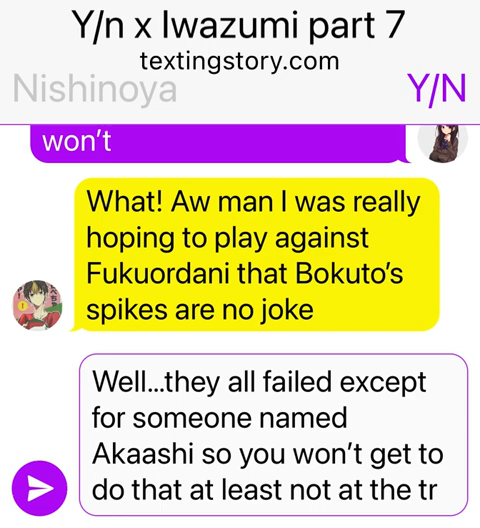 Y/n x Iwazumi part 7
textingstory.com
Nishinoya
Y/N
won't
What! Aw man I was really
hoping to play against
Fukuordani that Bokuto's
spikes are no joke
Well...they all failed except
for someone named
Akaashi so you won't get to
do that at least not at the tr